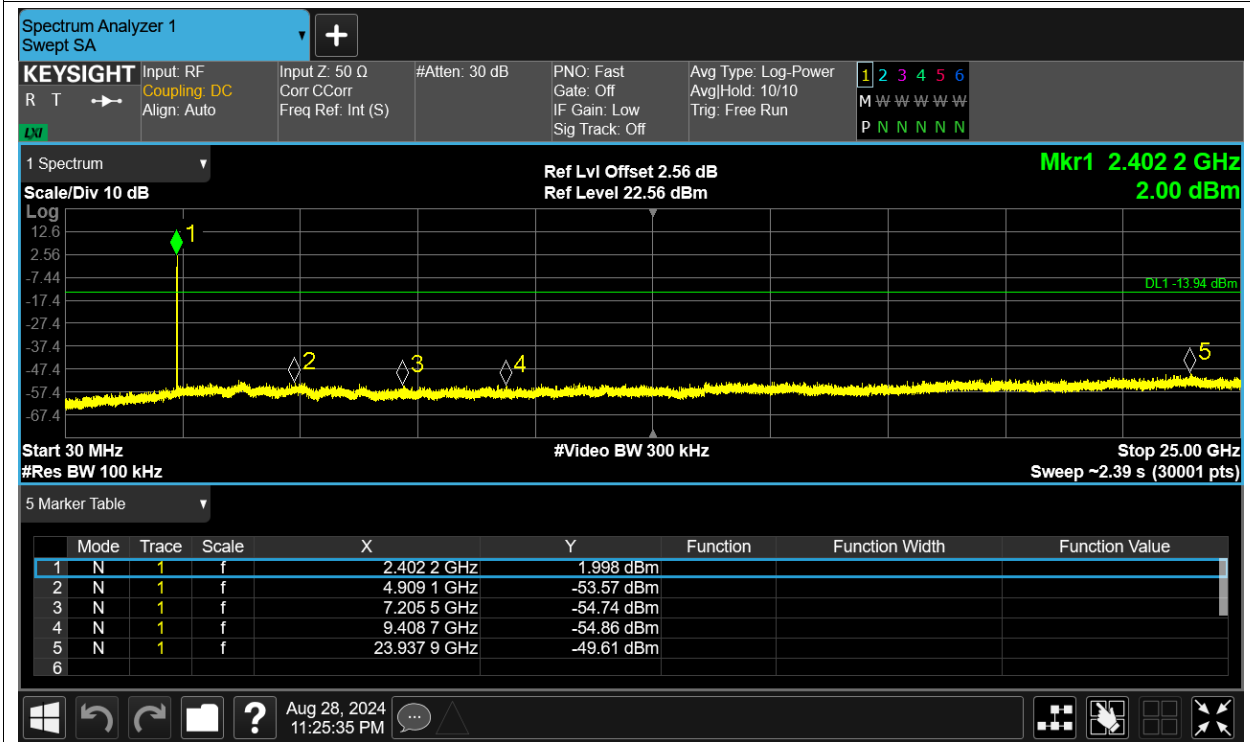 Spectrum Analyzer 1
Swept SA
KEYSIGHT
R T
LXI
Input: RF
Coupling: DC
Align: Auto
Input Z: 50 Ω
Corr CCorr
Freq Ref: Int (S)
#Atten: 30 dB
PNO: Fast
Gate: Off
IF Gain: Low
Sig Track: Off
Avg Type: Log-Power
Avg|Hold: 10/10
Trig: Free Run
1 2 3 4 5 6
M W W W W W
P N N N N N
1 Spectrum
Scale/Div 10 dB
Ref Lvl Offset 2.56 dB
Ref Level 22.56 dBm
Mkr1 2.402 2 GHz
2.00 dBm
Log
12.6
2.56
-7.44
-17.4
-27.4
-37.4
-47.4
-57.4
-67.4
1
2
3
4
5
DL1 -13.94 dBm
Start 30 MHz
#Video BW 300 kHz
Stop 25.00 GHz
#Res BW 100 kHz
Sweep ~2.39 s (30001 pts)
5 Marker Table
Mode Trace Scale X Y Function Function Width Function Value
1 N 1 f 2.402 2 GHz 1.998 dBm
2 N 1 f 4.909 1 GHz -53.57 dBm
3 N 1 f 7.205 5 GHz -54.74 dBm
4 N 1 f 9.408 7 GHz -54.86 dBm
5 N 1 f 23.937 9 GHz -49.61 dBm
6
?
Aug 28, 2024
11:25:35 PM